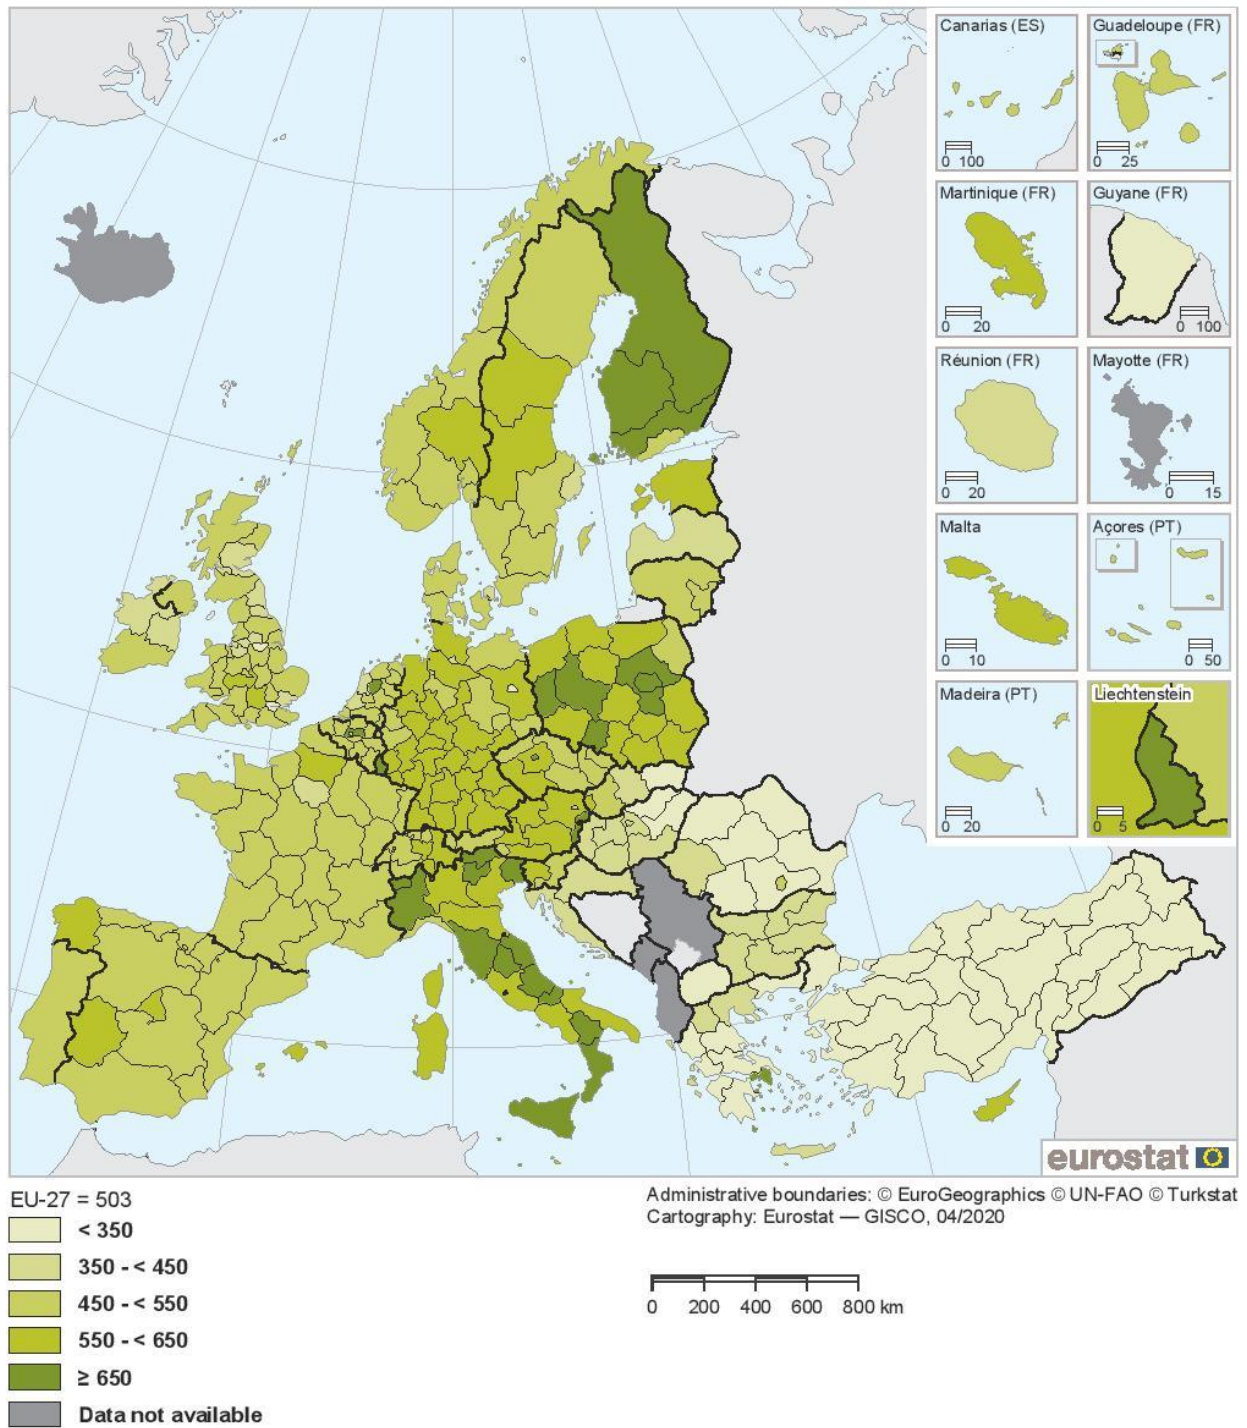 Canarias (ES)
0 100
Guadeloupe (FR)
0 25
Martinique (FR)
0 20
Guyane (FR)
0 100
Réunion (FR)
0 20
Mayotte (FR)
0 15
Malta
0 10
Açores (PT)
0 50
Madeira (PT)
0 20
Liechtenstein
0 5
eurostat
EU-27 = 503
< 350
350 - < 450
450 - < 550
550 - < 650
≥ 650
Data not available
Administrative boundaries: © EuroGeographics © UN-FAO © Turkstat
Cartography: Eurostat — GISCO, 04/2020
0 200 400 600 800 km